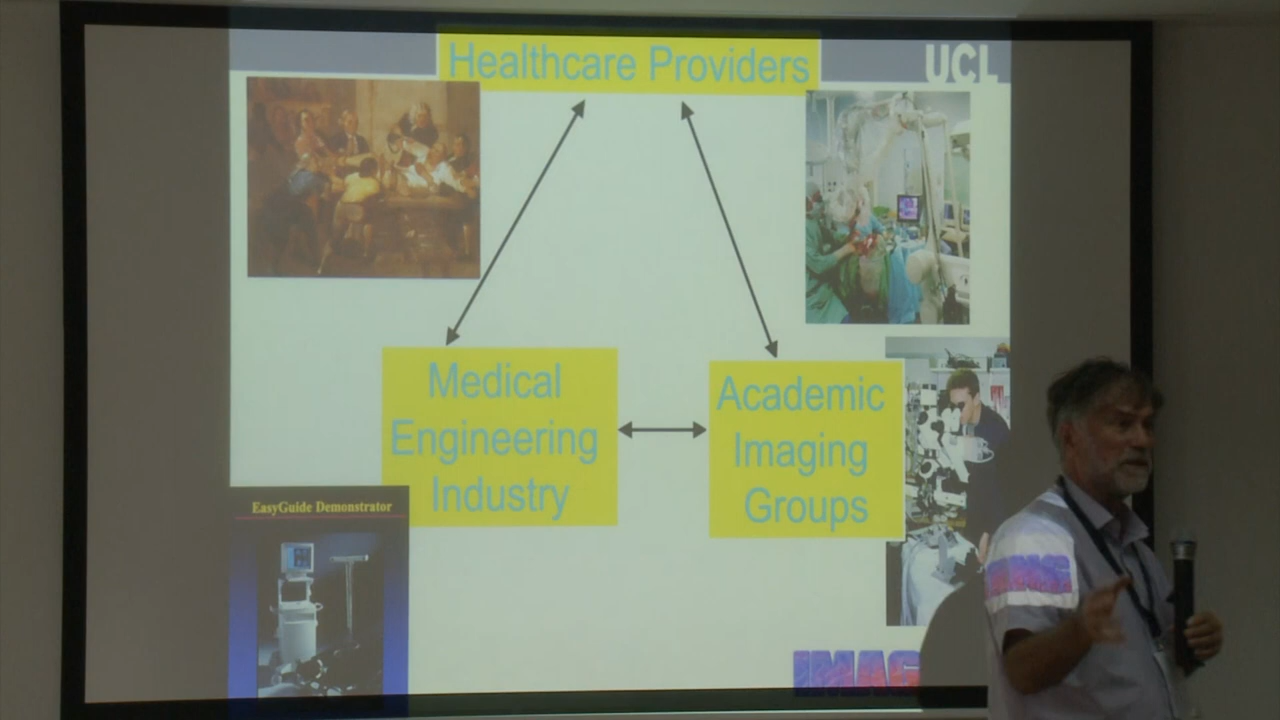 Healthcare Providers
UCL
Medical
Engineering
Industry
Academic
Imaging
Groups
EasyGuide Demonstrator